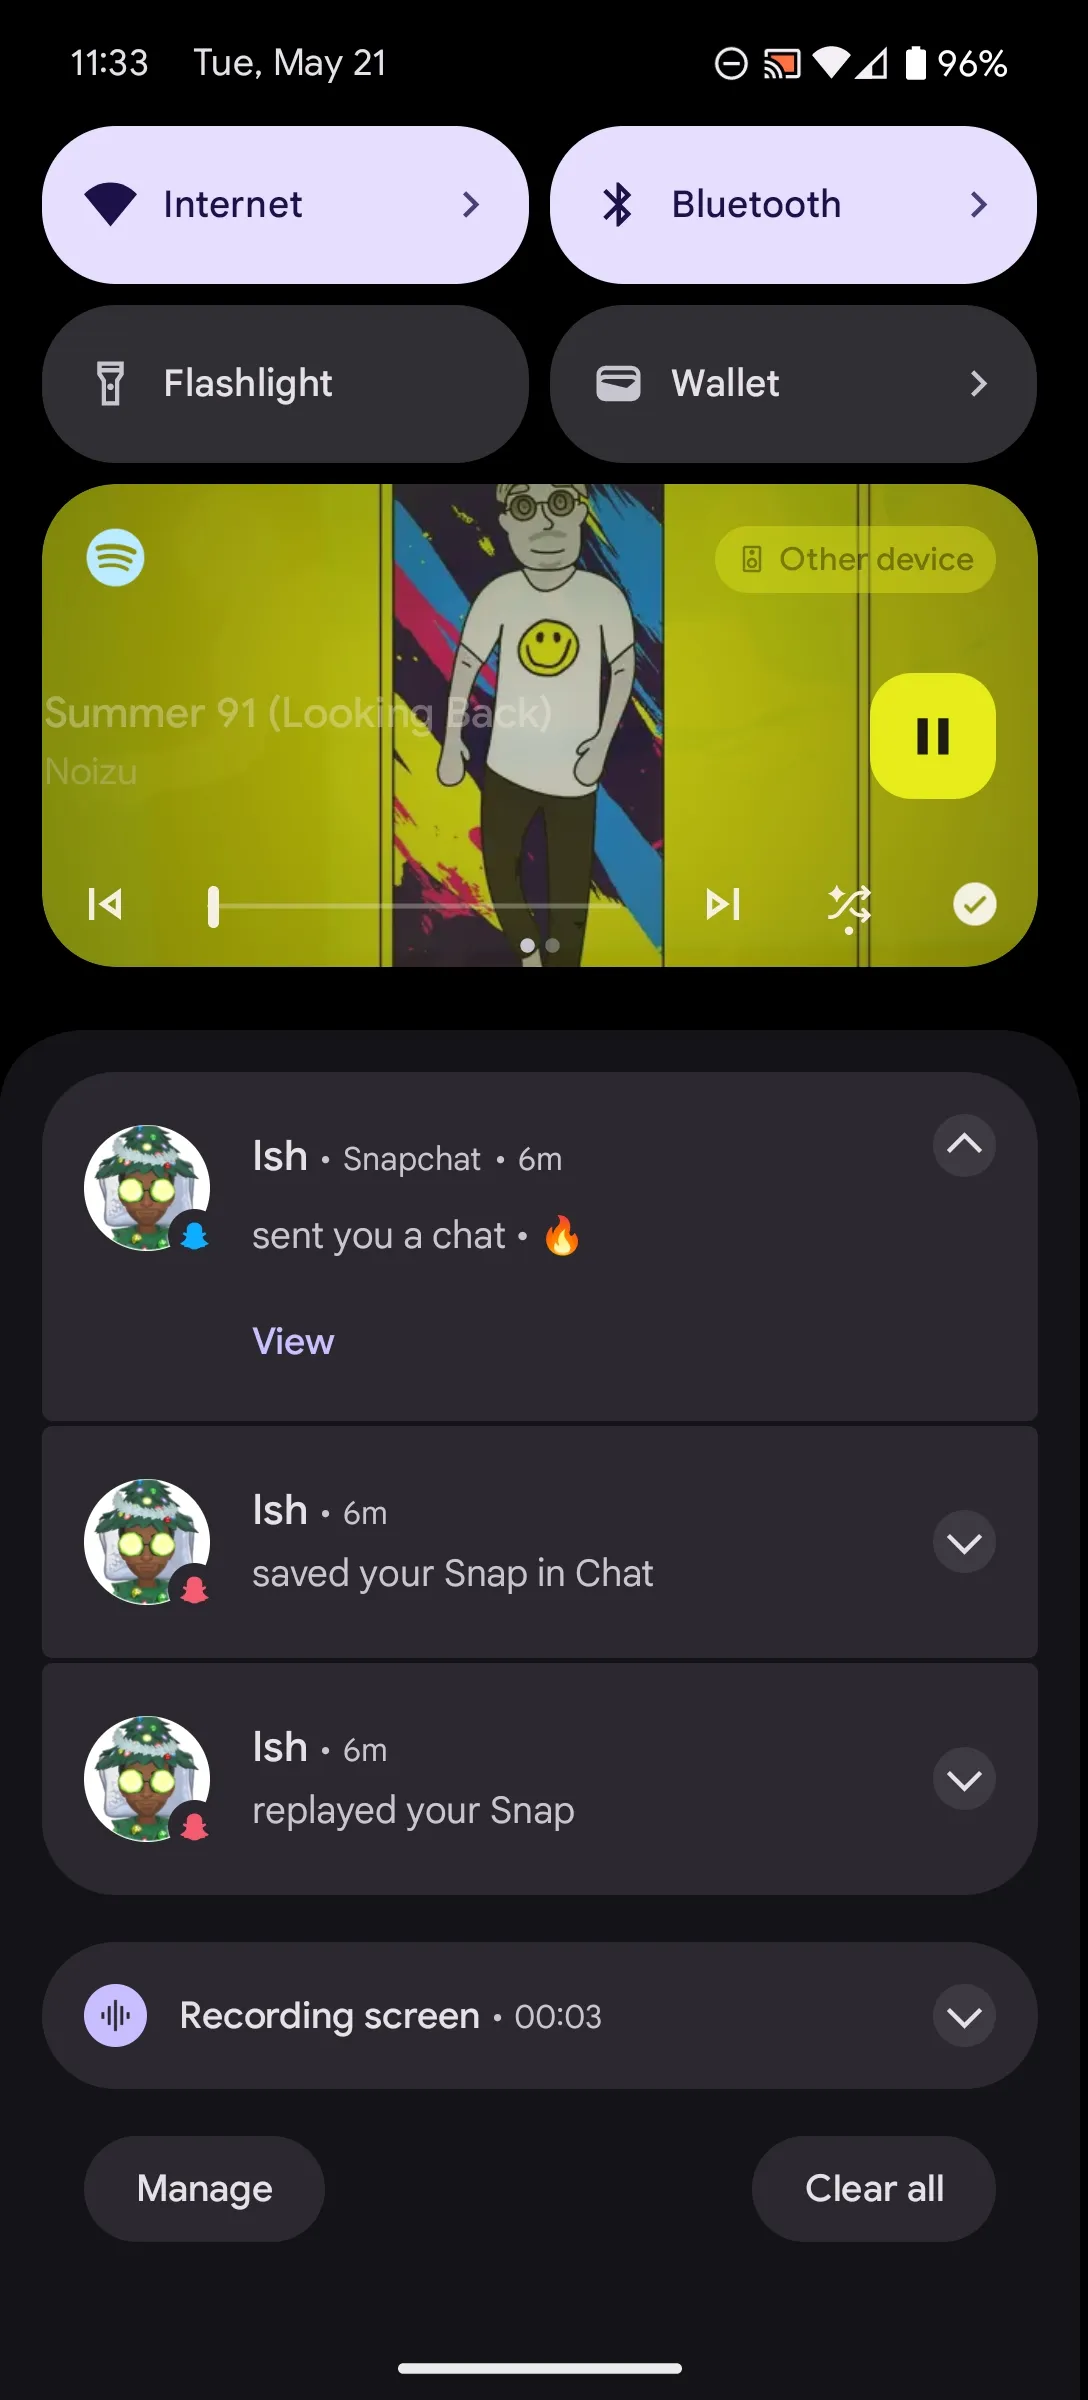 11:33 Tue, May 21 96%
Internet Bluetooth
Flashlight Wallet
Other device
Summer 91 (Looking Back)
Noizu
Ish • Snapchat • 6m
sent you a chat • 🔥
View
Ish • 6m
saved your Snap in Chat
Ish • 6m
replayed your Snap
Recording screen • 00:03
Manage Clear all